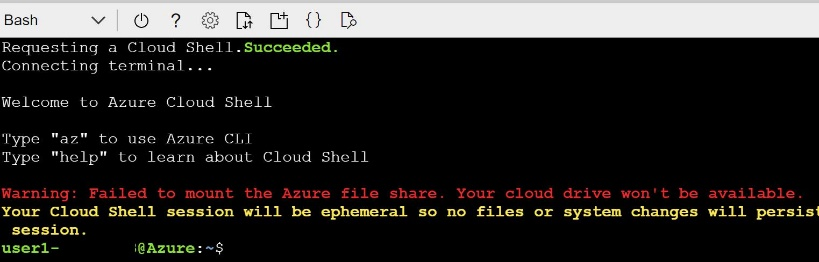 Bash
?
{}
Requesting a Cloud Shell.Succeeded.
Connecting terminal...
Welcome to Azure Cloud Shell
Type "az" to use Azure CLI
Type "help" to learn about Cloud Shell
Warning: Failed to mount the Azure file share. Your cloud drive won't be available.
Your Cloud Shell session will be ephemeral so no files or system changes will persist
session.
user1- @Azure:~$